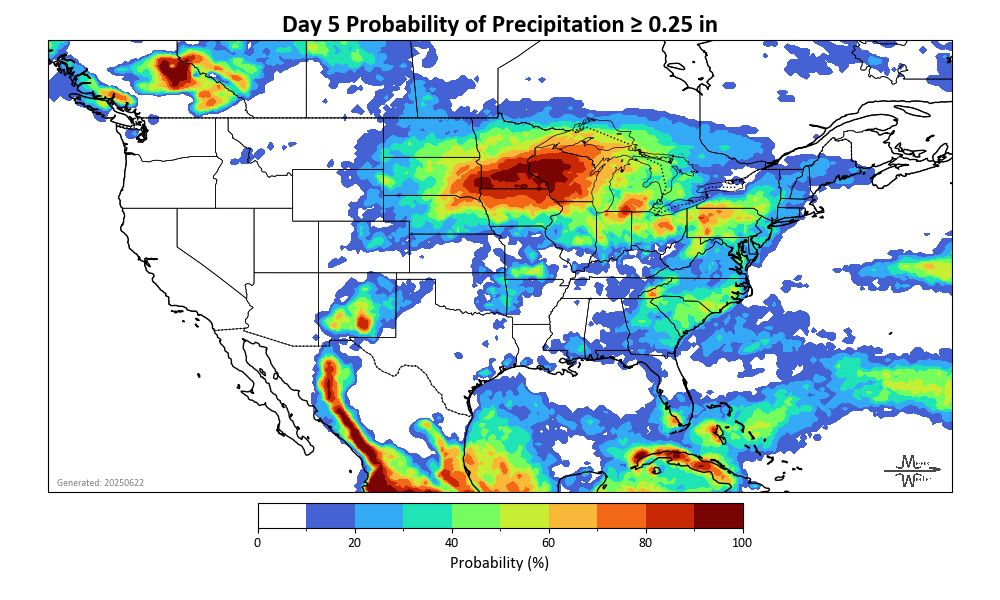 Day 5 Probability of Precipitation ≥ 0.25 in
Generated: 20250622
0 20 40 60 80 100
Probability (%)